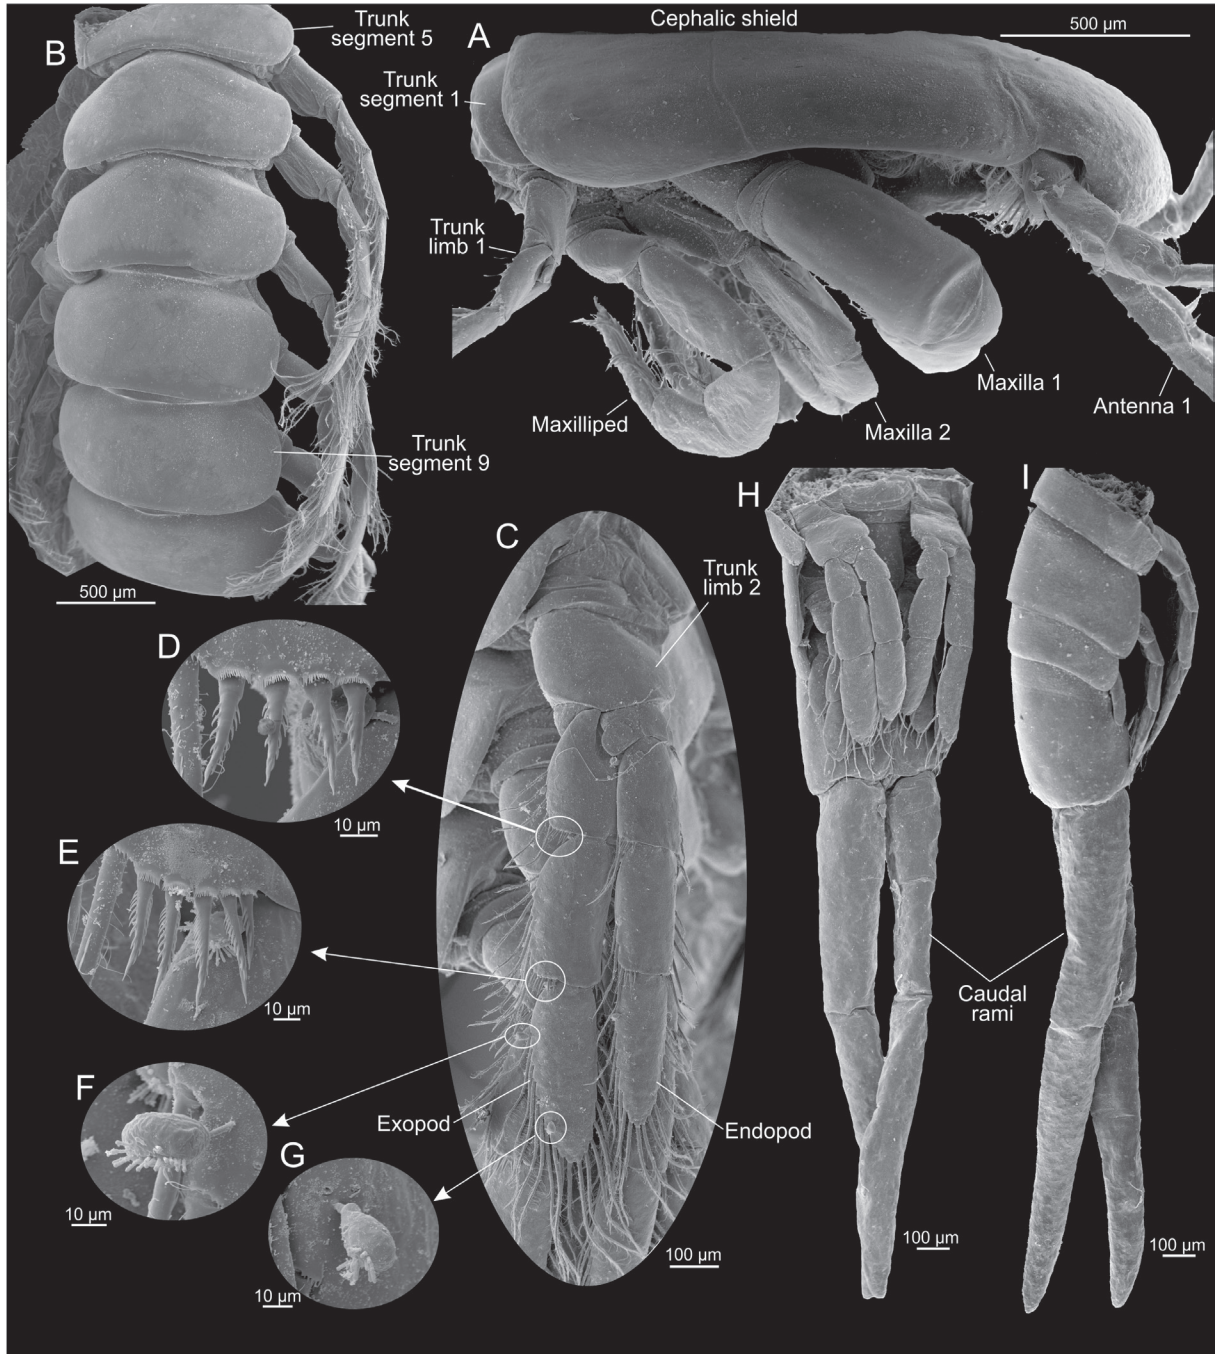 B
Trunk
segment 5
A
Cephalic shield
500 µm
Trunk
segment 1
Trunk
limb 1
Maxilliped
Maxilla 2
Maxilla 1
Antenna 1
Trunk
segment 9
500 µm
C
Trunk
limb 2
H
I
D
10 µm
E
10 µm
F
10 µm
G
10 µm
Exopod
Endopod
100 µm
Caudal
rami
100 µm
100 µm